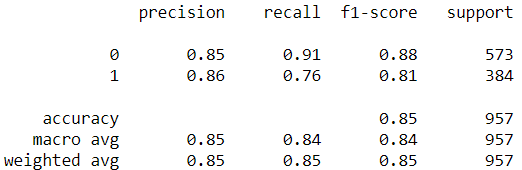 precision recall f1-score support
0 0.85 0.91 0.88 573
1 0.86 0.76 0.81 384
accuracy 0.85 957
macro avg 0.85 0.84 0.84 957
weighted avg 0.85 0.85 0.85 957